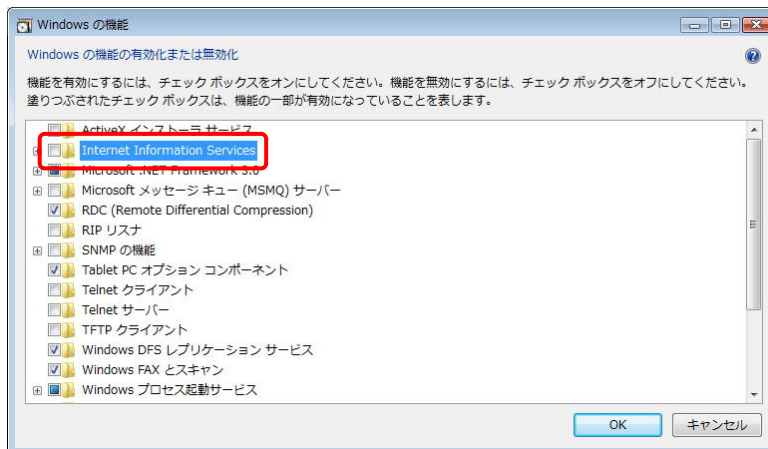 Windows の機能
Windows の機能の有効化または無効化
機能を有効にするには、チェック ボックスをオンにしてください。機能を無効にするには、チェック ボックスをオフにしてください。
塗りつぶされたチェック ボックスは、機能の一部が有効になっていることを表します。
ActiveX インストーラ サービス
Internet Information Services
Microsoft .NET Framework 3.0
Microsoft メッセージ キュー (MSMQ) サーバー
RDC (Remote Differential Compression)
RIP リスナ
SNMP の機能
Tablet PC オプション コンポーネント
Telnet クライアント
Telnet サーバー
TFTP クライアント
Windows DFS レプリケーション サービス
Windows FAX とスキャン
Windows プロセス起動サービス
OK キャンセル